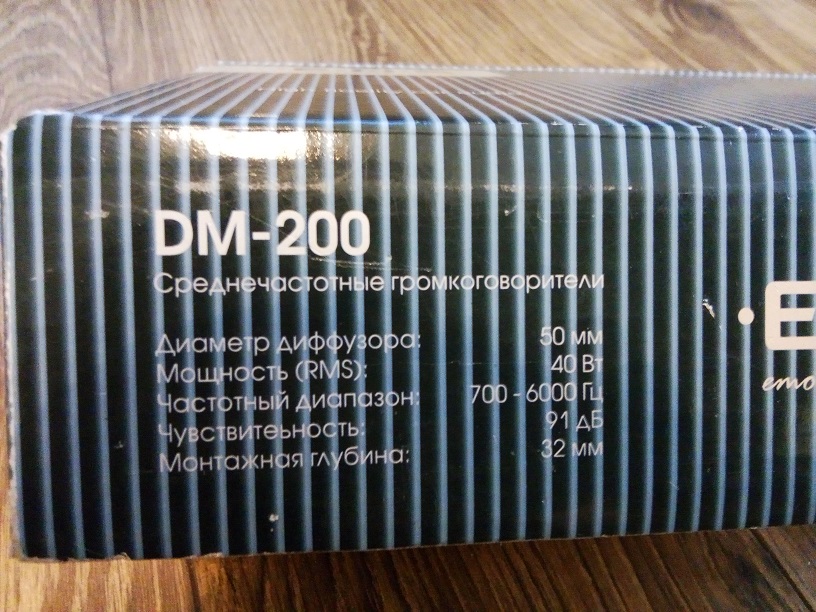 DM-200
Среднечастотные громкоговорители
Диаметр диффузора: 50 мм
Мощность (RMS): 40 Вт
Частотный диапазон: 700 - 6000 Гц
Чувствитеьность: 91 дБ
Монтажная глубина: 32 мм